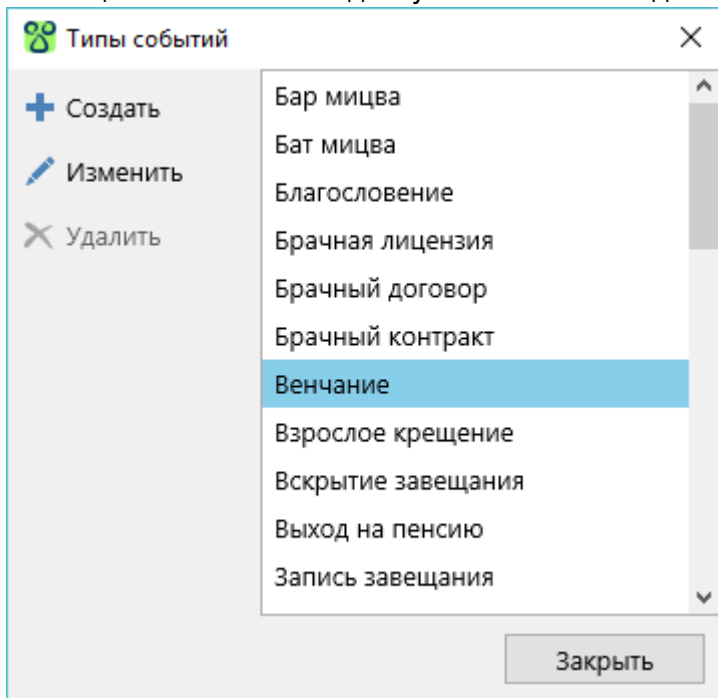 Типы событий
Создать
Изменить
Удалить
Бар мицва
Бат мицва
Благословение
Брачная лицензия
Брачный договор
Брачный контракт
Венчание
Взрослое крещение
Вскрытие завещания
Выход на пенсию
Запись завещания
Закрыть